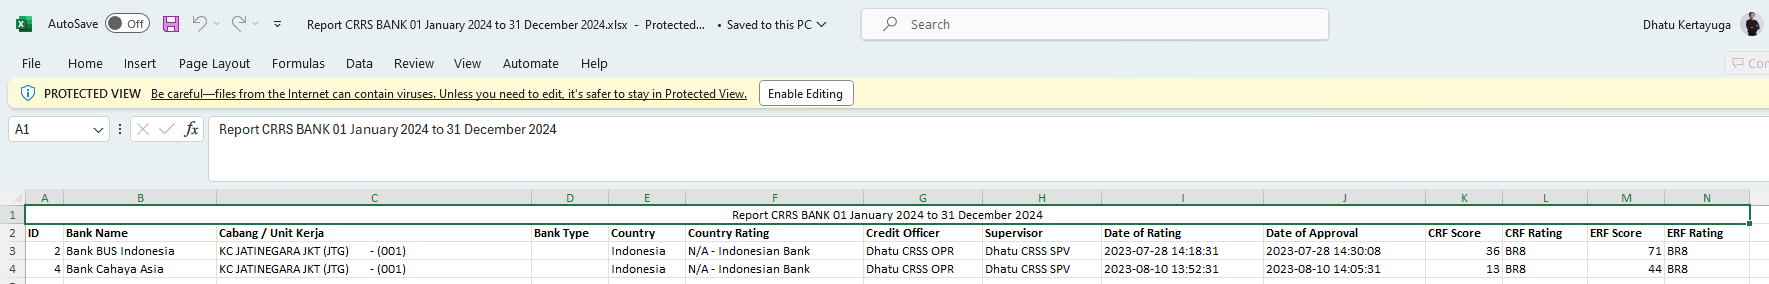 AutoSave Off Report CRRS BANK 01 January 2024 to 31 December 2024.xlsx - Protected... • Saved to this PC Search Dhatu Kertayuga
File Home Insert Page Layout Formulas Data Review View Automate Help
PROTECTED VIEW Be careful—files from the Internet can contain viruses. Unless you need to edit, it's safer to stay in Protected View. Enable Editing
A1 fx Report CRRS BANK 01 January 2024 to 31 December 2024
A B C D E F G H I J K L M N
1 Report CRRS BANK 01 January 2024 to 31 December 2024
2 ID Bank Name Cabang / Unit Kerja Bank Type Country Country Rating Credit Officer Supervisor Date of Rating Date of Approval CRF Score CRF Rating ERF Score ERF Rating
3 2 Bank BUS Indonesia KC JATINEGARA JKT (JTG) - (001) Indonesia N/A - Indonesian Bank Dhatu CRSS OPR Dhatu CRSS SPV 2023-07-28 14:18:31 2023-07-28 14:30:08 36 BR8 71 BR8
4 4 Bank Cahaya Asia KC JATINEGARA JKT (JTG) - (001) Indonesia N/A - Indonesian Bank Dhatu CRSS OPR Dhatu CRSS SPV 2023-08-10 13:52:31 2023-08-10 14:05:31 13 BR8 44 BR8